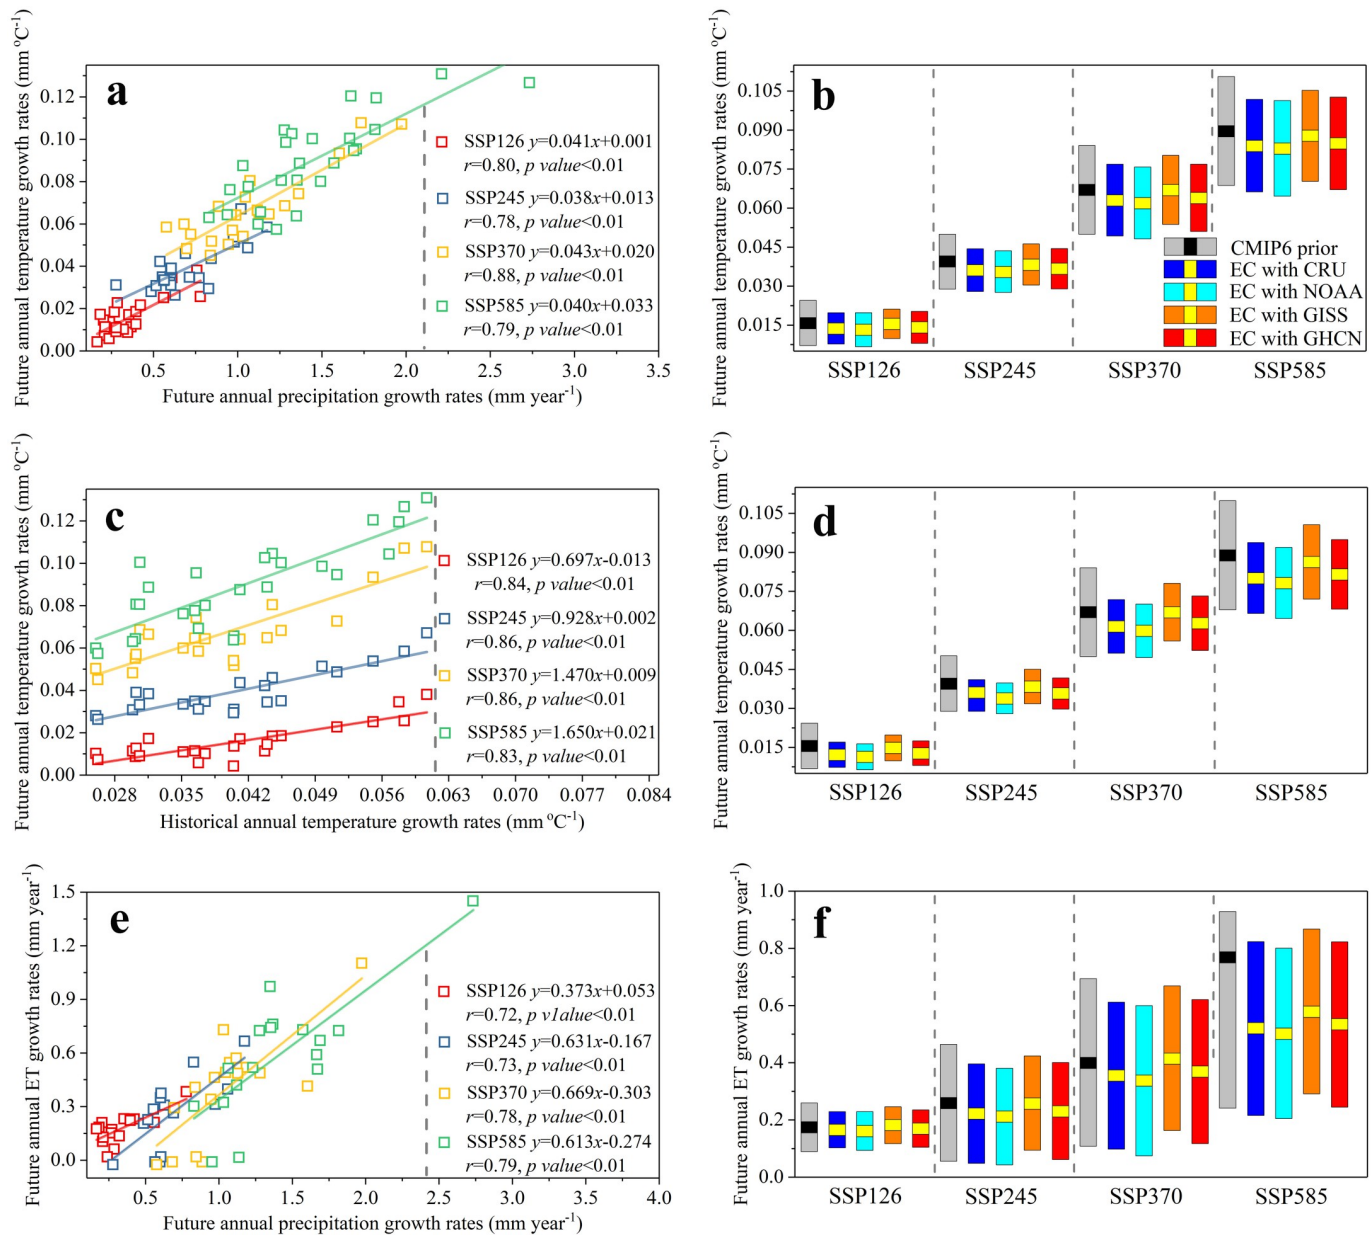 a
Future annual temperature growth rates (mm ºC⁻¹)
0.12
0.10
0.08
0.06
0.04
0.02
0.00
SSP126 y=0.041x+0.001
r=0.80, p value<0.01
SSP245 y=0.038x+0.013
r=0.78, p value<0.01
SSP370 y=0.043x+0.020
r=0.88, p value<0.01
SSP585 y=0.040x+0.033
r=0.79, p value<0.01
0.5 1.0 1.5 2.0 2.5 3.0 3.5
Future annual precipitation growth rates (mm year⁻¹)
b
Future annual temperature growth rates (mm ºC⁻¹)
0.105
0.090
0.075
0.060
0.045
0.030
0.015
CMIP6 prior
EC with CRU
EC with NOAA
EC with GISS
EC with GHCN
SSP126 SSP245 SSP370 SSP585
c
Future annual temperature growth rates (mm ºC⁻¹)
0.12
0.10
0.08
0.06
0.04
0.02
0.00
SSP126 y=0.697x-0.013
r=0.84, p value<0.01
SSP245 y=0.928x+0.002
r=0.86, p value<0.01
SSP370 y=1.470x+0.009
r=0.86, p value<0.01
SSP585 y=1.650x+0.021
r=0.83, p value<0.01
0.028 0.035 0.042 0.049 0.056 0.063 0.070 0.077 0.084
Historical annual temperature growth rates (mm ºC⁻¹)
d
Future annual temperature growth rates (mm ºC⁻¹)
0.105
0.090
0.075
0.060
0.045
0.030
0.015
SSP126 SSP245 SSP370 SSP585
e
Future annual ET growth rates (mm year⁻¹)
1.5
1.2
0.9
0.6
0.3
0.0
SSP126 y=0.373x+0.053
r=0.72, p v1alue<0.01
SSP245 y=0.631x-0.167
r=0.73, p value<0.01
SSP370 y=0.669x-0.303
r=0.78, p value<0.01
SSP585 y=0.613x-0.274
r=0.79, p value<0.01
0.5 1.0 1.5 2.0 2.5 3.0 3.5 4.0
Future annual precipitation growth rates (mm year⁻¹)
f
Future annual ET growth rates (mm year⁻¹)
1.0
0.8
0.6
0.4
0.2
0.0
SSP126 SSP245 SSP370 SSP585